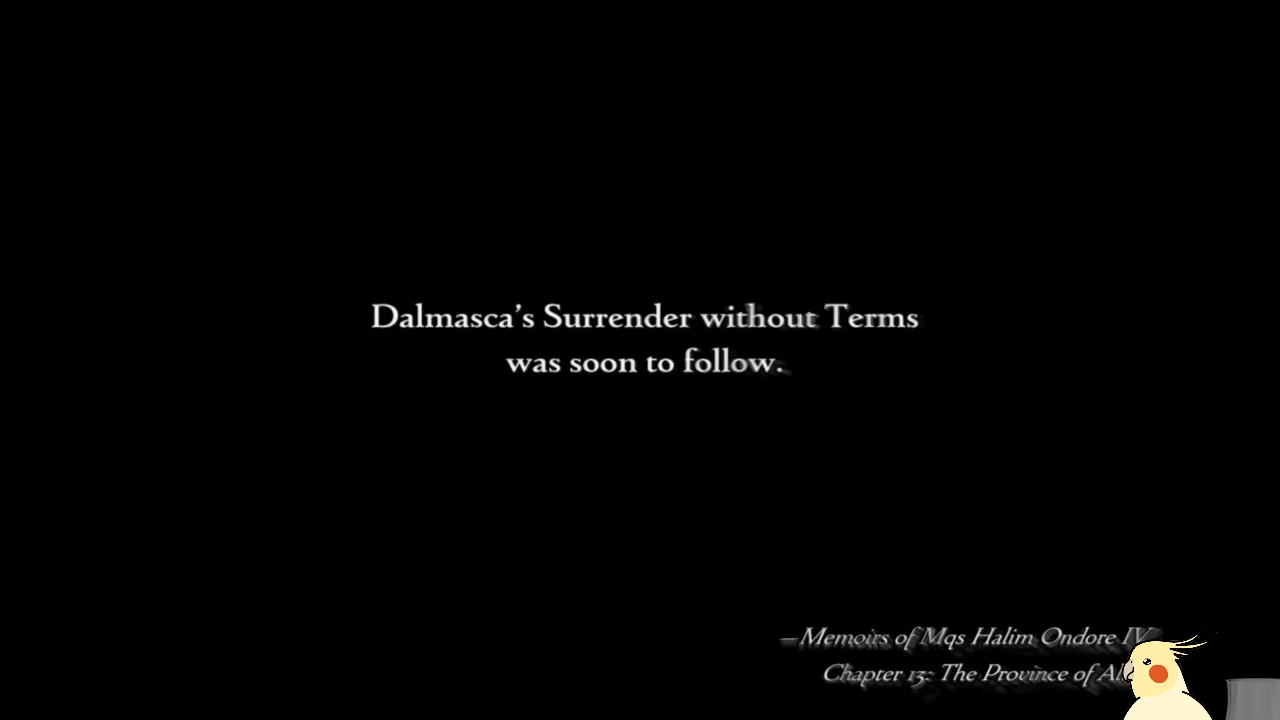 Dalmasca’s Surrender without Terms
was soon to follow.
—Memoirs of Mqs Halim Ondore IV
Chapter 13: The Province of